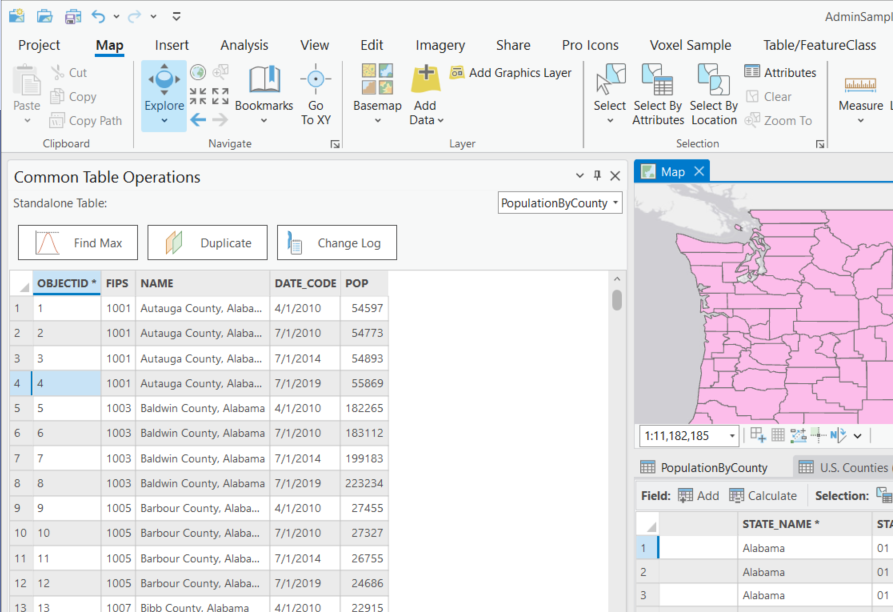 AdminSampl
Project Map Insert Analysis View Edit Imagery Share Pro Icons Voxel Sample Table/FeatureClass
Paste
Cut
Copy
Copy Path
Clipboard
Explore
Bookmarks
Go
To XY
Navigate
Basemap
Add
Data
Add Graphics Layer
Layer
Select
Select By
Attributes
Select By
Location
Attributes
Clear
Zoom To
Selection
Measure
Common Table Operations
Standalone Table:
PopulationByCounty
Find Max
Duplicate
Change Log
OBJECTID * FIPS NAME DATE_CODE POP
1 1 1001 Autauga County, Alaba... 4/1/2010 54597
2 2 1001 Autauga County, Alaba... 7/1/2010 54773
3 3 1001 Autauga County, Alaba... 7/1/2014 54893
4 4 1001 Autauga County, Alaba... 7/1/2019 55869
5 5 1003 Baldwin County, Alabama 4/1/2010 182265
6 6 1003 Baldwin County, Alabama 7/1/2010 183112
7 7 1003 Baldwin County, Alabama 7/1/2014 199183
8 8 1003 Baldwin County, Alabama 7/1/2019 223234
9 9 1005 Barbour County, Alaba... 4/1/2010 27455
10 10 1005 Barbour County, Alaba... 7/1/2010 27327
11 11 1005 Barbour County, Alaba... 7/1/2014 26755
12 12 1005 Barbour County, Alaba... 7/1/2019 24686
13 13 1007 Bibb County, Alabama 4/1/2010 22915
Map
1:11,182,185
N
PopulationByCounty
U.S. Counties
Field: Add Calculate Selection:
STATE_NAME * STA
1 Alabama 01
2 Alabama 01
3 Alabama 01